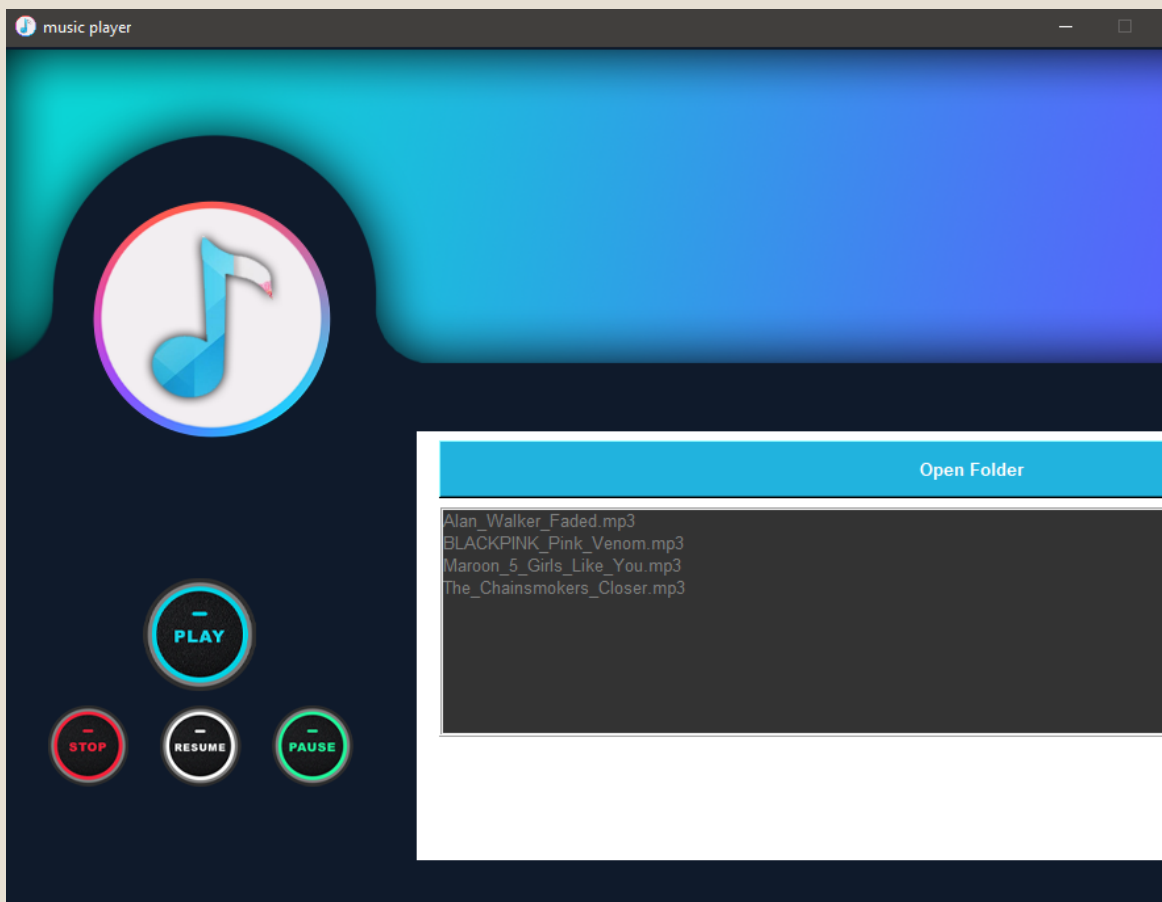 music player
Open Folder
Alan_Walker_Faded.mp3
BLACKPINK_Pink_Venom.mp3
Maroon_5_Girls_Like_You.mp3
The_Chainsmokers_Closer.mp3
PLAY
STOP
RESUME
PAUSE